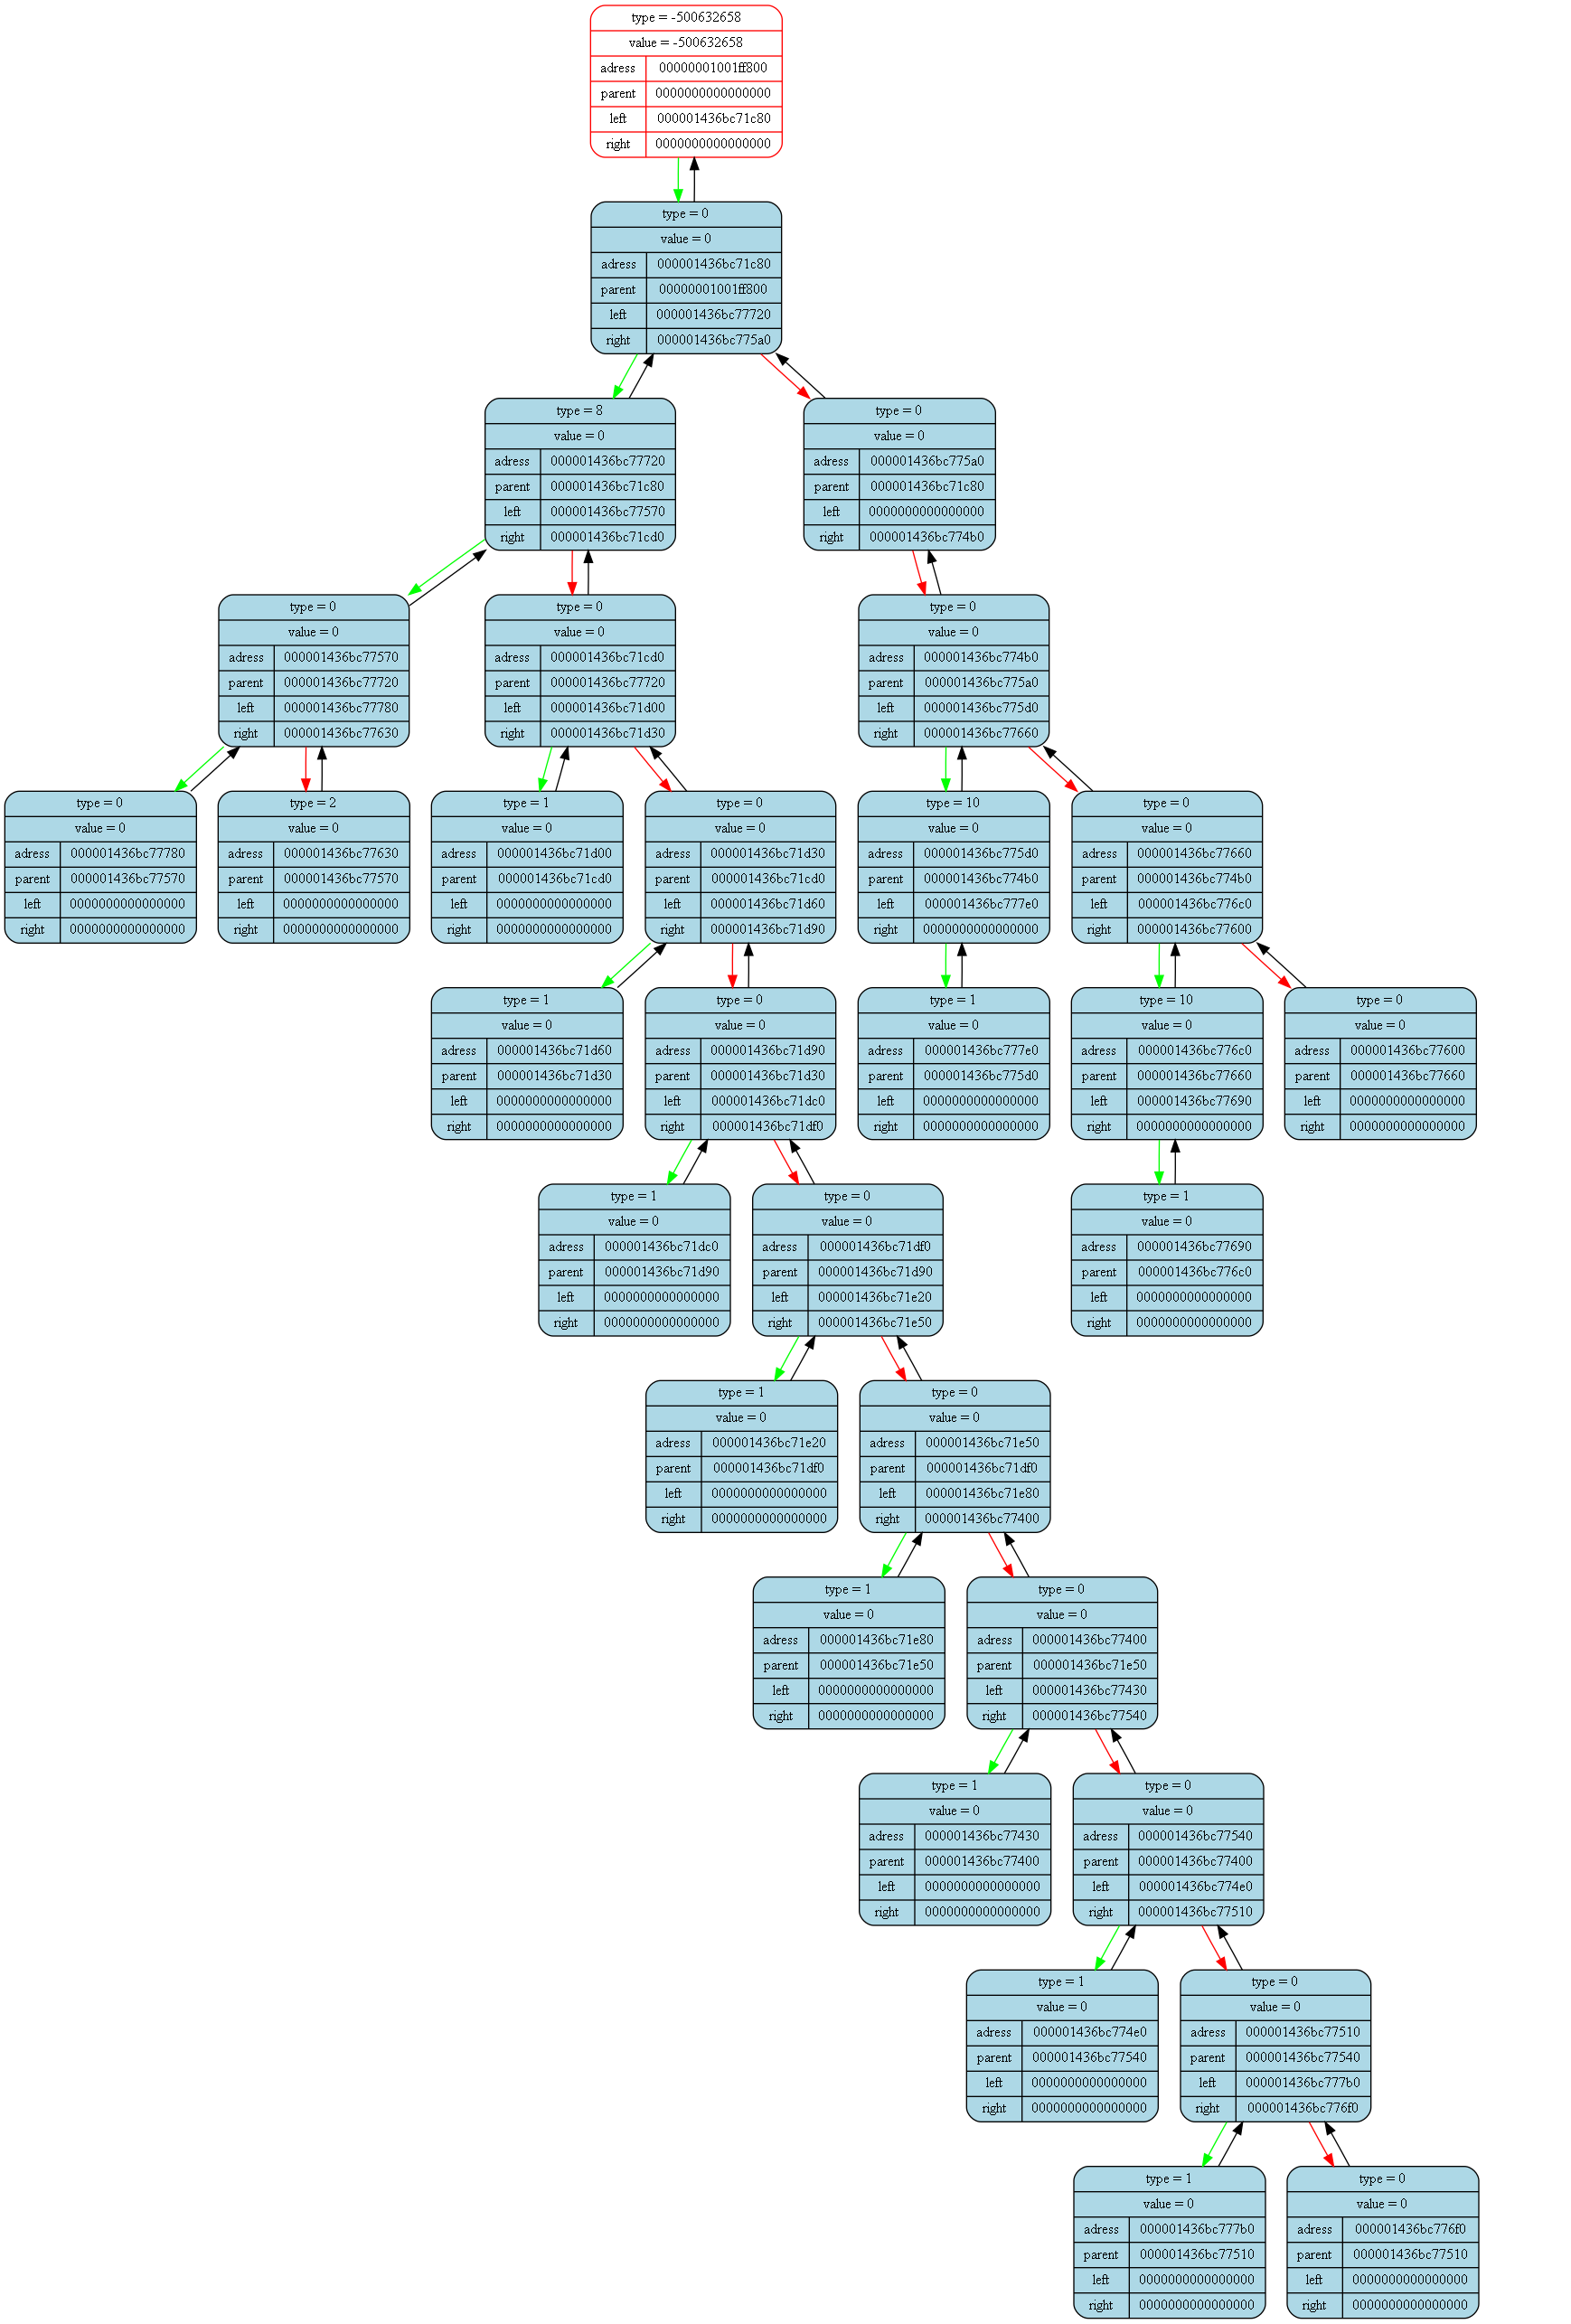 type = -500632658
value = -500632658
adress 00000001001ff800
parent 0000000000000000
left 000001436bc71c80
right 0000000000000000
type = 0
value = 0
adress 000001436bc71c80
parent 00000001001ff800
left 000001436bc77720
right 000001436bc775a0
type = 8
value = 0
adress 000001436bc77720
parent 000001436bc71c80
left 000001436bc77570
right 000001436bc71cd0
type = 0
value = 0
adress 000001436bc775a0
parent 000001436bc71c80
left 0000000000000000
right 000001436bc774b0
type = 0
value = 0
adress 000001436bc77570
parent 000001436bc77720
left 000001436bc77780
right 000001436bc77630
type = 0
value = 0
adress 000001436bc71cd0
parent 000001436bc77720
left 000001436bc71d00
right 000001436bc71d30
type = 0
value = 0
adress 000001436bc774b0
parent 000001436bc775a0
left 000001436bc775d0
right 000001436bc77660
type = 0
value = 0
adress 000001436bc77780
parent 000001436bc77570
left 0000000000000000
right 0000000000000000
type = 2
value = 0
adress 000001436bc77630
parent 000001436bc77570
left 0000000000000000
right 0000000000000000
type = 1
value = 0
adress 000001436bc71d00
parent 000001436bc71cd0
left 0000000000000000
right 0000000000000000
type = 0
value = 0
adress 000001436bc71d30
parent 000001436bc71cd0
left 000001436bc71d60
right 000001436bc71d90
type = 10
value = 0
adress 000001436bc775d0
parent 000001436bc774b0
left 000001436bc777e0
right 0000000000000000
type = 0
value = 0
adress 000001436bc77660
parent 000001436bc774b0
left 000001436bc776c0
right 000001436bc77600
type = 1
value = 0
adress 000001436bc71d60
parent 000001436bc71d30
left 0000000000000000
right 0000000000000000
type = 0
value = 0
adress 000001436bc71d90
parent 000001436bc71d30
left 000001436bc71dc0
right 000001436bc71df0
type = 1
value = 0
adress 000001436bc777e0
parent 000001436bc775d0
left 0000000000000000
right 0000000000000000
type = 10
value = 0
adress 000001436bc776c0
parent 000001436bc77660
left 000001436bc77690
right 0000000000000000
type = 0
value = 0
adress 000001436bc77600
parent 000001436bc77660
left 0000000000000000
right 0000000000000000
type = 1
value = 0
adress 000001436bc71dc0
parent 000001436bc71d90
left 0000000000000000
right 0000000000000000
type = 0
value = 0
adress 000001436bc71df0
parent 000001436bc71d90
left 000001436bc71e20
right 000001436bc71e50
type = 1
value = 0
adress 000001436bc77690
parent 000001436bc776c0
left 0000000000000000
right 0000000000000000
type = 1
value = 0
adress 000001436bc71e20
parent 000001436bc71df0
left 0000000000000000
right 0000000000000000
type = 0
value = 0
adress 000001436bc71e50
parent 000001436bc71df0
left 000001436bc71e80
right 000001436bc77400
type = 1
value = 0
adress 000001436bc71e80
parent 000001436bc71e50
left 0000000000000000
right 0000000000000000
type = 0
value = 0
adress 000001436bc77400
parent 000001436bc71e50
left 000001436bc77430
right 000001436bc77540
type = 1
value = 0
adress 000001436bc77430
parent 000001436bc77400
left 0000000000000000
right 0000000000000000
type = 0
value = 0
adress 000001436bc77540
parent 000001436bc77400
left 000001436bc774e0
right 000001436bc77510
type = 1
value = 0
adress 000001436bc774e0
parent 000001436bc77540
left 0000000000000000
right 0000000000000000
type = 0
value = 0
adress 000001436bc77510
parent 000001436bc77540
left 000001436bc777b0
right 000001436bc776f0
type = 1
value = 0
adress 000001436bc777b0
parent 000001436bc77510
left 0000000000000000
right 0000000000000000
type = 0
value = 0
adress 000001436bc776f0
parent 000001436bc77510
left 0000000000000000
right 0000000000000000